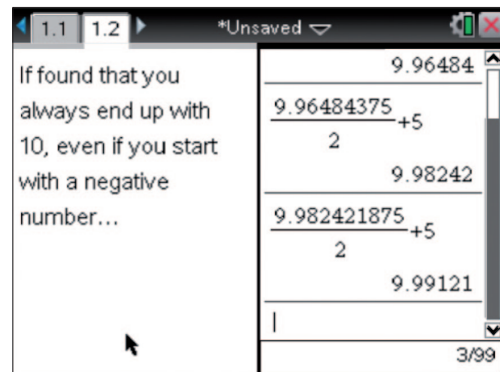 1.1 1.2 *Unsaved
If found that you
always end up with
10, even if you start
with a negative
number...
9.96484
9.96484375
2
+5
9.98242
9.982421875
2
+5
9.99121
3/99